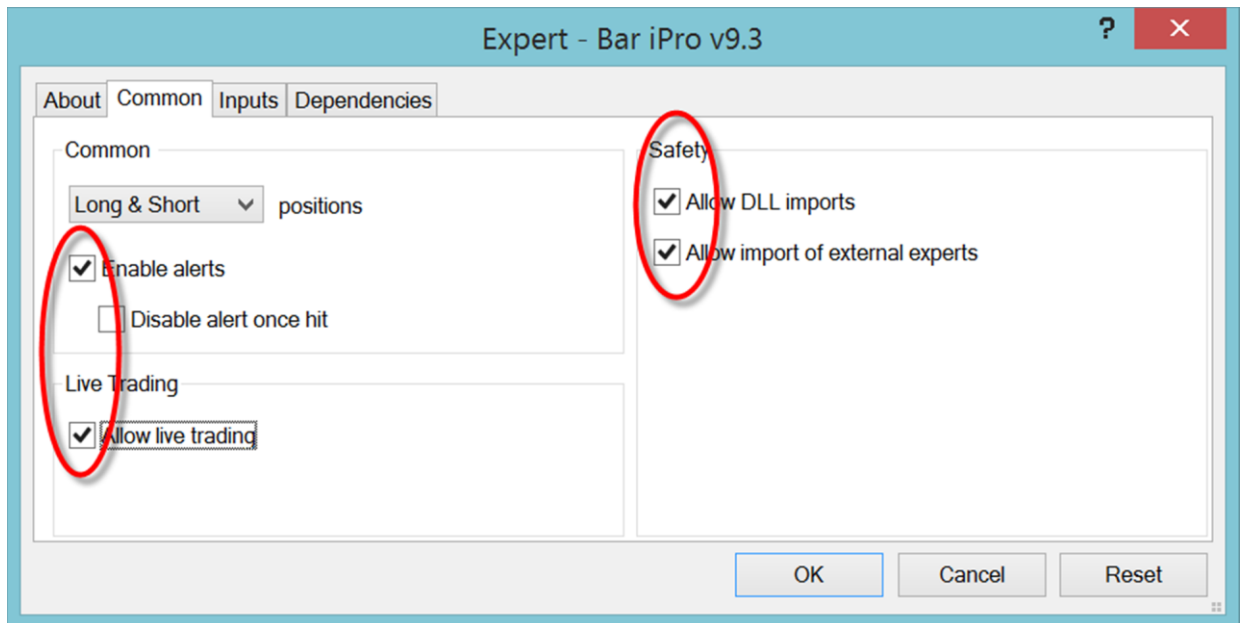 Expert - Bar iPro v9.3
?
About Common Inputs Dependencies
Common
Long & Short positions
Enable alerts
Disable alert once hit
Live Trading
Allow live trading
Safety
Allow DLL imports
Allow import of external experts
OK Cancel Reset